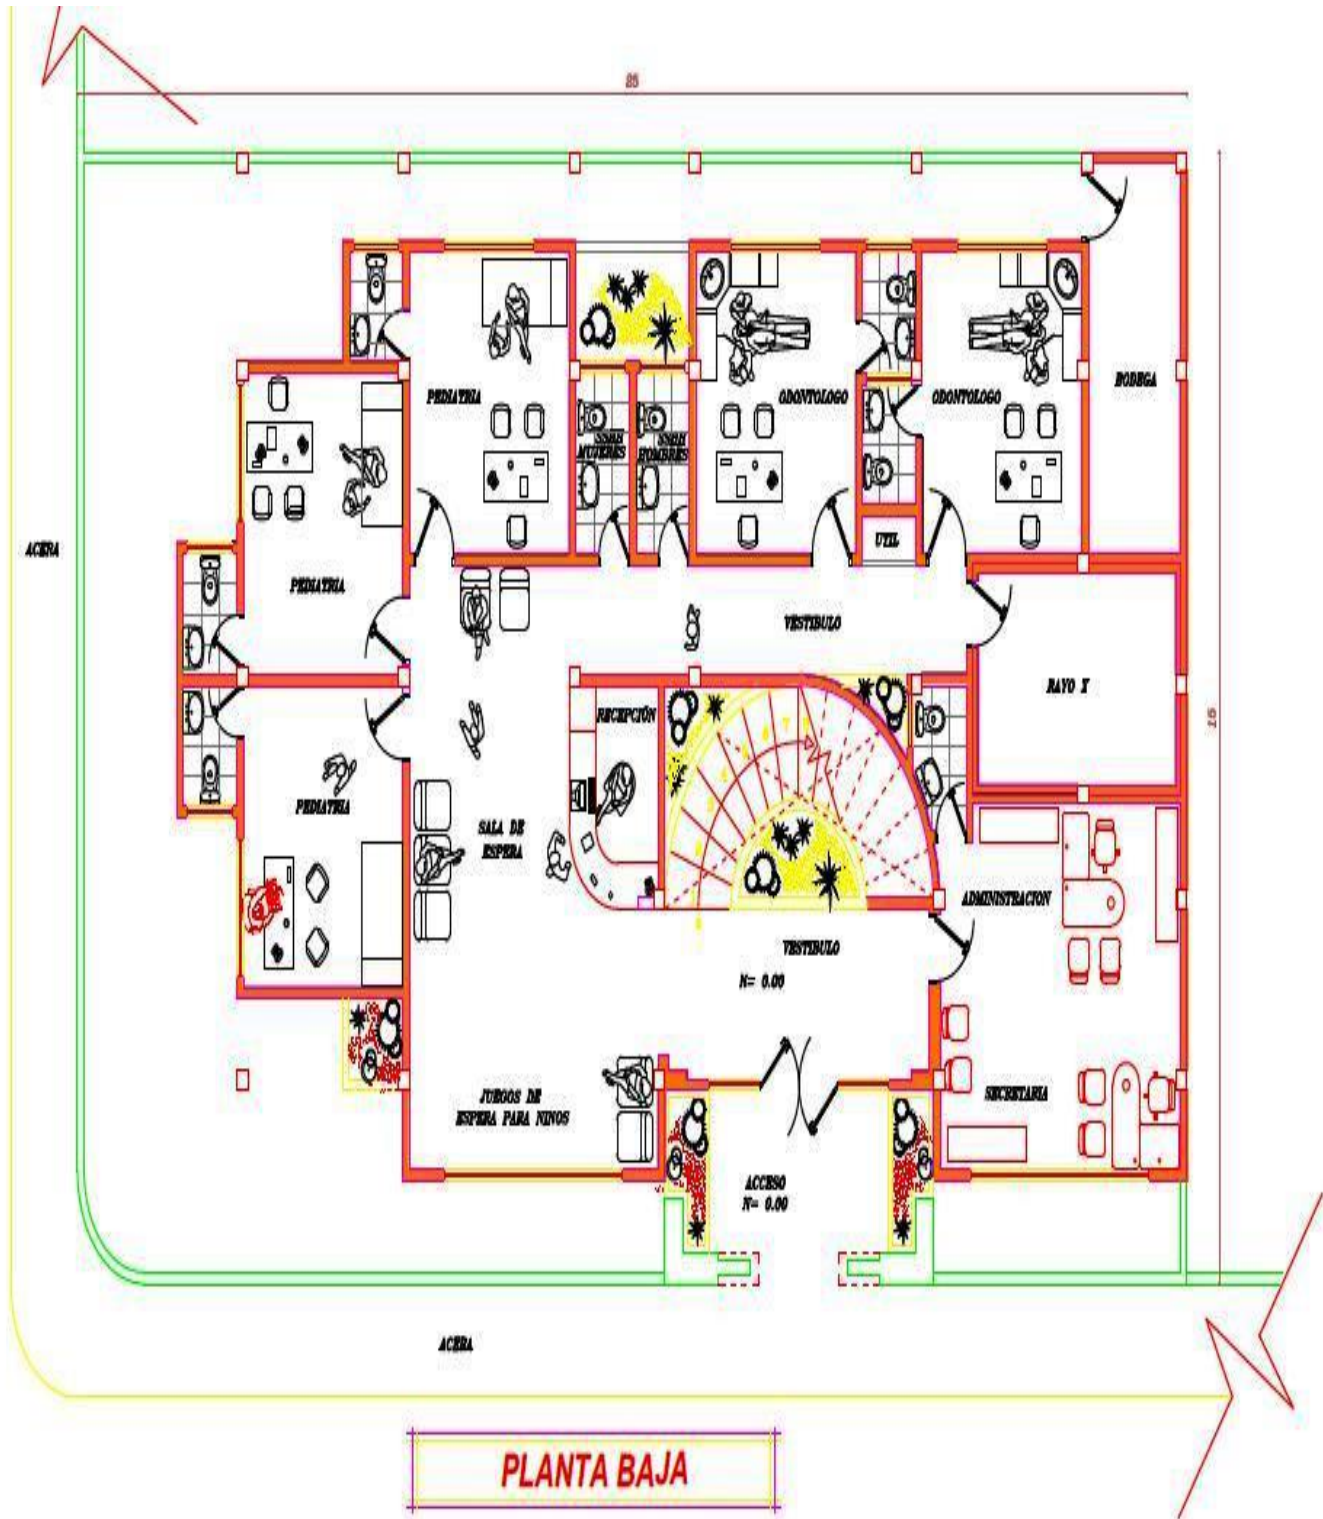 25
PEDIATRIA
SSHH
MUJERES
SSHH
HOMBRES
ODONTOLOGO
ODONTOLOGO
BODEGA
ACERA
UTIL
PEDIATRIA
VESTIBULO
RAYO X
RECEPCIÓN
15
PEDIATRIA
SALA DE
ESPERA
ADMINISTRACION
VESTIBULO
N= 0.00
JUEGOS DE
ESPERA PARA NINOS
SECRETARIA
ACCESO
N= 0.00
ACERA
PLANTA BAJA